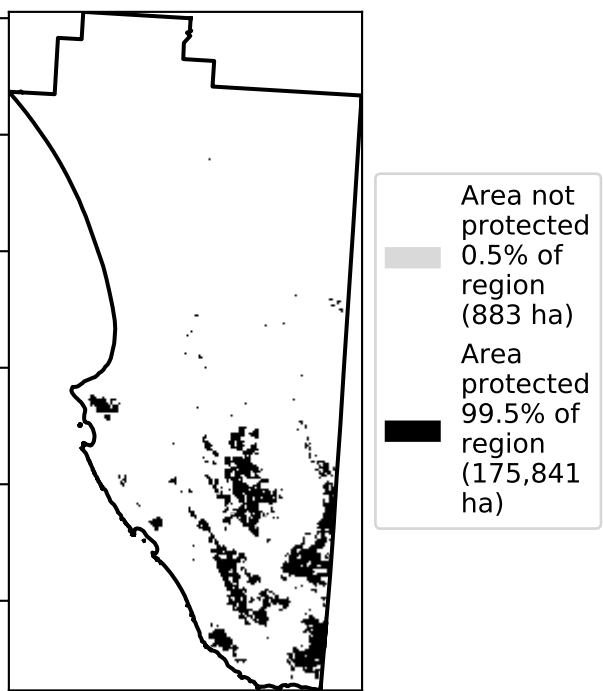 Area not
protected
0.5% of
region
(883 ha)
Area
protected
99.5% of
region
(175,841
ha)